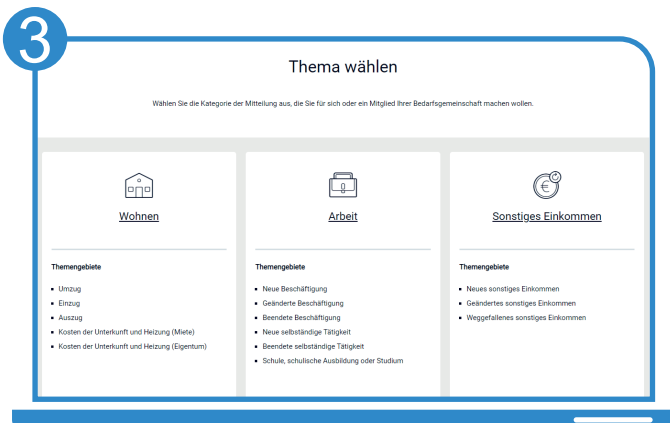 3
Thema wählen
Wählen Sie die Kategorie der Mitteilung aus, die Sie für sich oder ein Mitglied Ihrer Bedarfsgemeinschaft machen wollen.
Wohnen
Themengebiete
Umzug
Einzug
Auszug
Kosten der Unterkunft und Heizung (Miete)
Kosten der Unterkunft und Heizung (Eigentum)
Arbeit
Themengebiete
Neue Beschäftigung
Geänderte Beschäftigung
Beendete Beschäftigung
Neue selbständige Tätigkeit
Beendete selbständige Tätigkeit
Schule, schulische Ausbildung oder Studium
€
Sonstiges Einkommen
Themengebiete
Neues sonstiges Einkommen
Geändertes sonstiges Einkommen
Weggefallenes sonstiges Einkommen